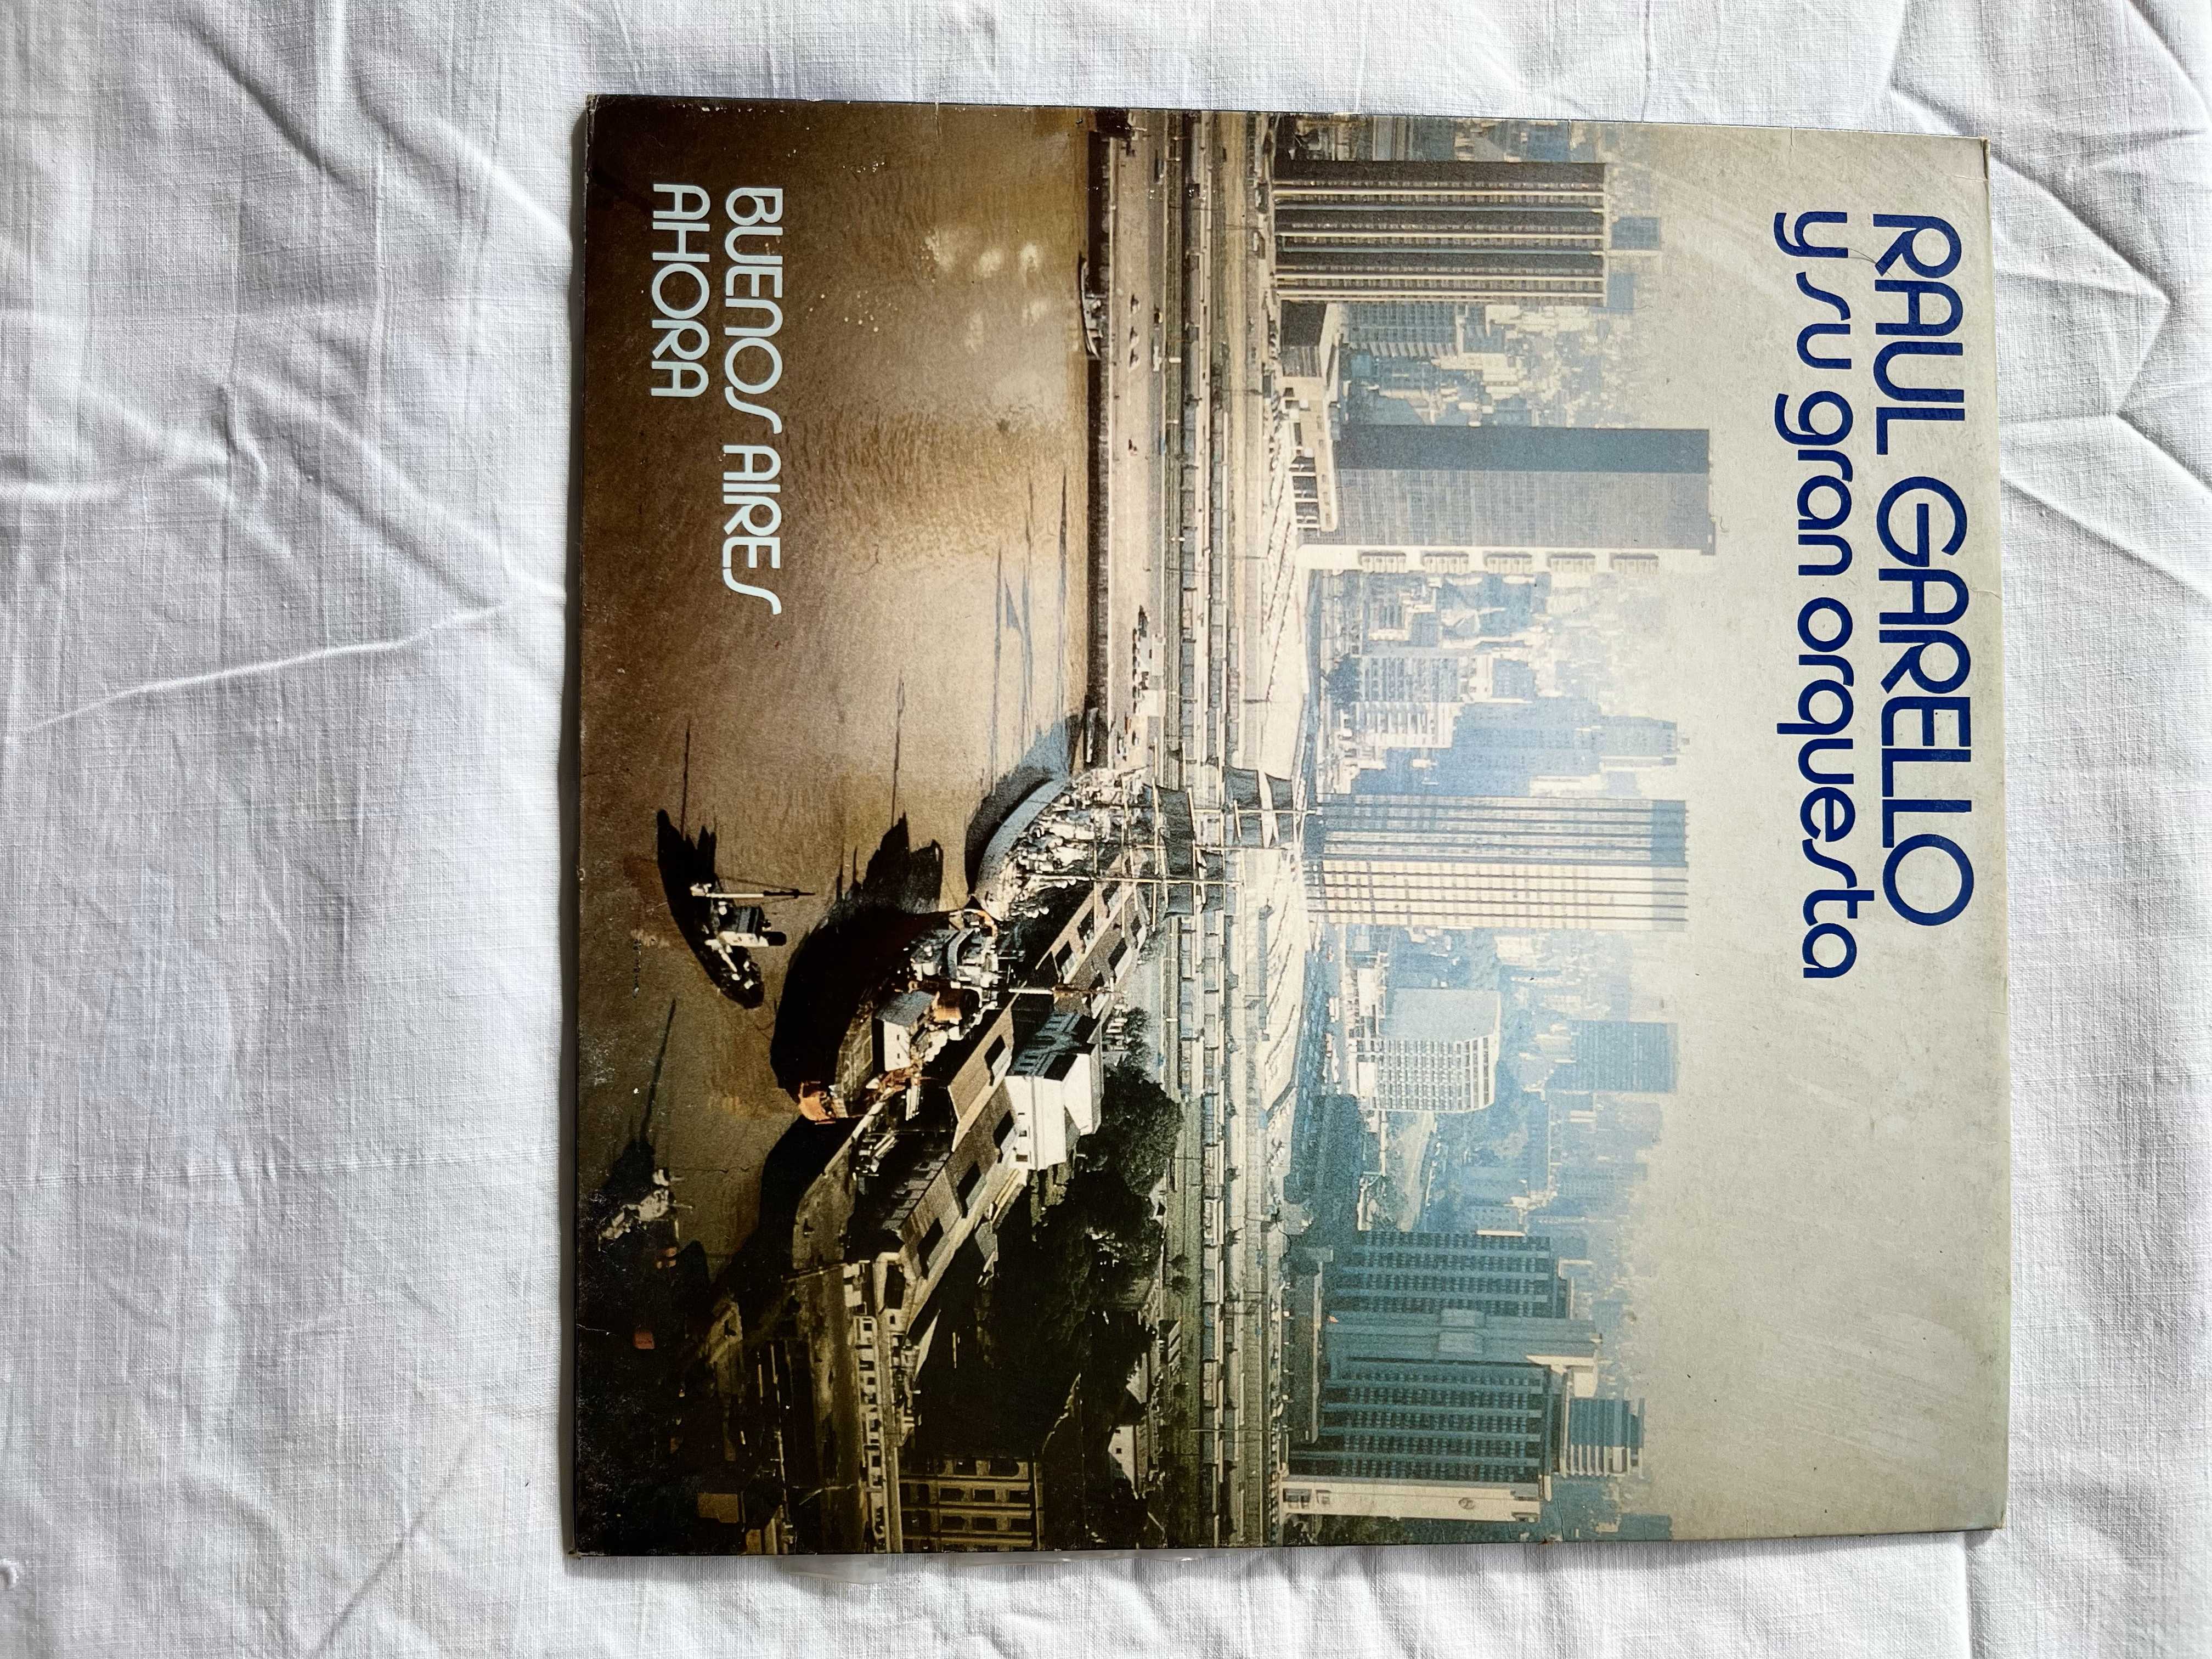 RAUL GARELLO
y su gran orquesta
BUENOS AIRES
AHORA